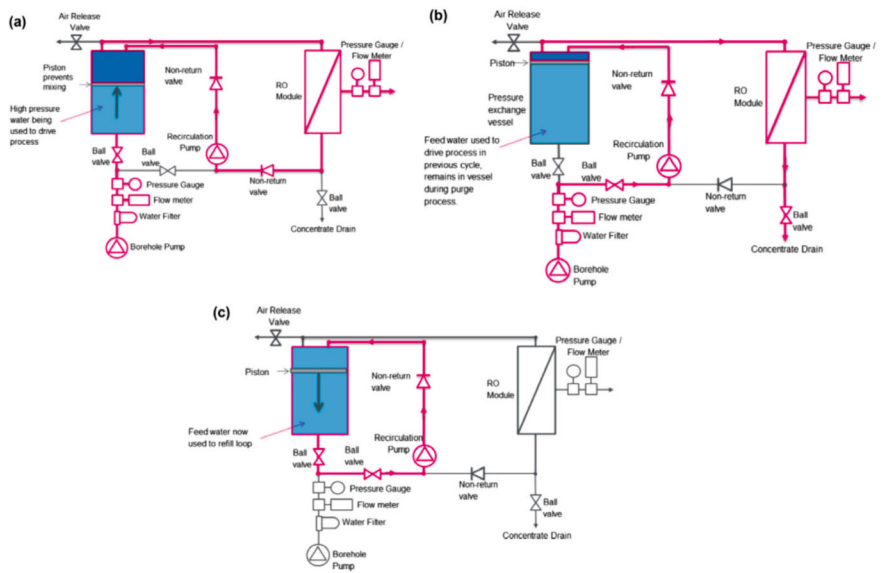 (a)
Air Release
Valve
Piston
prevents
mixing
High pressure
water being
used to drive
process
Non-return
valve
RO
Module
Pressure Gauge /
Flow Meter
Recirculation
Pump
Ball
valve
Ball
valve
Non-return
valve
Ball
valve
Pressure Gauge
Flow meter
Water Filter
Concentrate Drain
Borehole Pump
(b)
Air Release
Valve
Piston
Pressure
exchange
vessel
Feed water used to
drive process in
previous cycle,
remains in vessel
during purge
process.
Non-return
valve
RO
Module
Pressure Gauge /
Flow Meter
Recirculation
Pump
Ball
valve
Ball
valve
Pressure Gauge
Flow meter
Water Filter
Non-return
valve
Ball
valve
Concentrate Drain
Borehole
Pump
(c)
Air Release
Valve
Piston
Non-return
valve
RO
Module
Pressure Gauge /
Flow Meter
Feed water now
used to refill loop
Recirculation
Pump
Ball
valve
Ball
valve
Pressure Gauge
Flow meter
Water Filter
Non-return
valve
Ball
valve
Concentrate Drain
Borehole
Pump